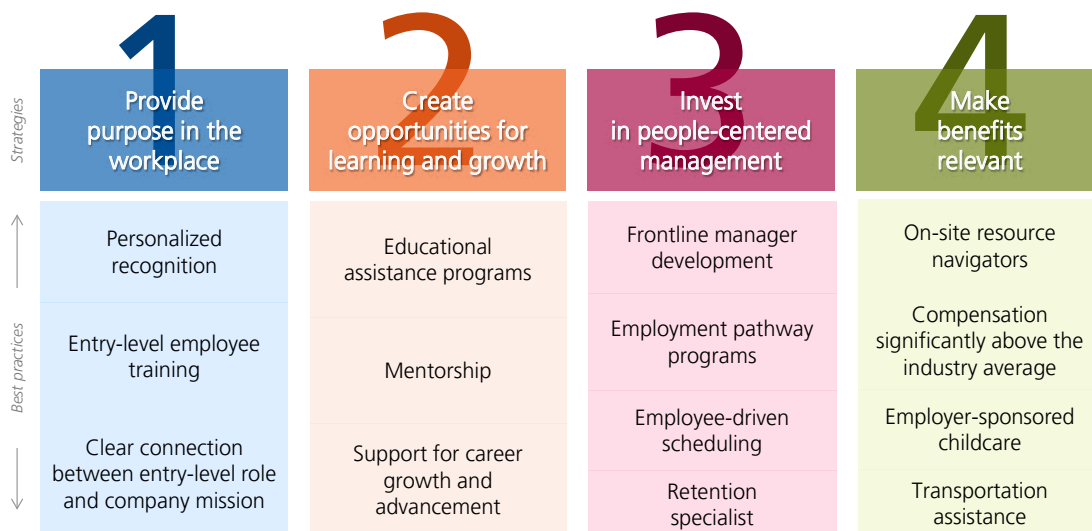 Strategies
1
Provide
purpose in the
workplace
2
Create
opportunities for
learning and growth
3
Invest
in people-centered
management
4
Make
benefits
relevant
Best practices
Personalized
recognition
Entry-level employee
training
Clear connection
between entry-level role
and company mission
Educational
assistance programs
Mentorship
Support for career
growth and
advancement
Frontline manager
development
Employment pathway
programs
Employee-driven
scheduling
Retention
specialist
On-site resource
navigators
Compensation
significantly above the
industry average
Employer-sponsored
childcare
Transportation
assistance